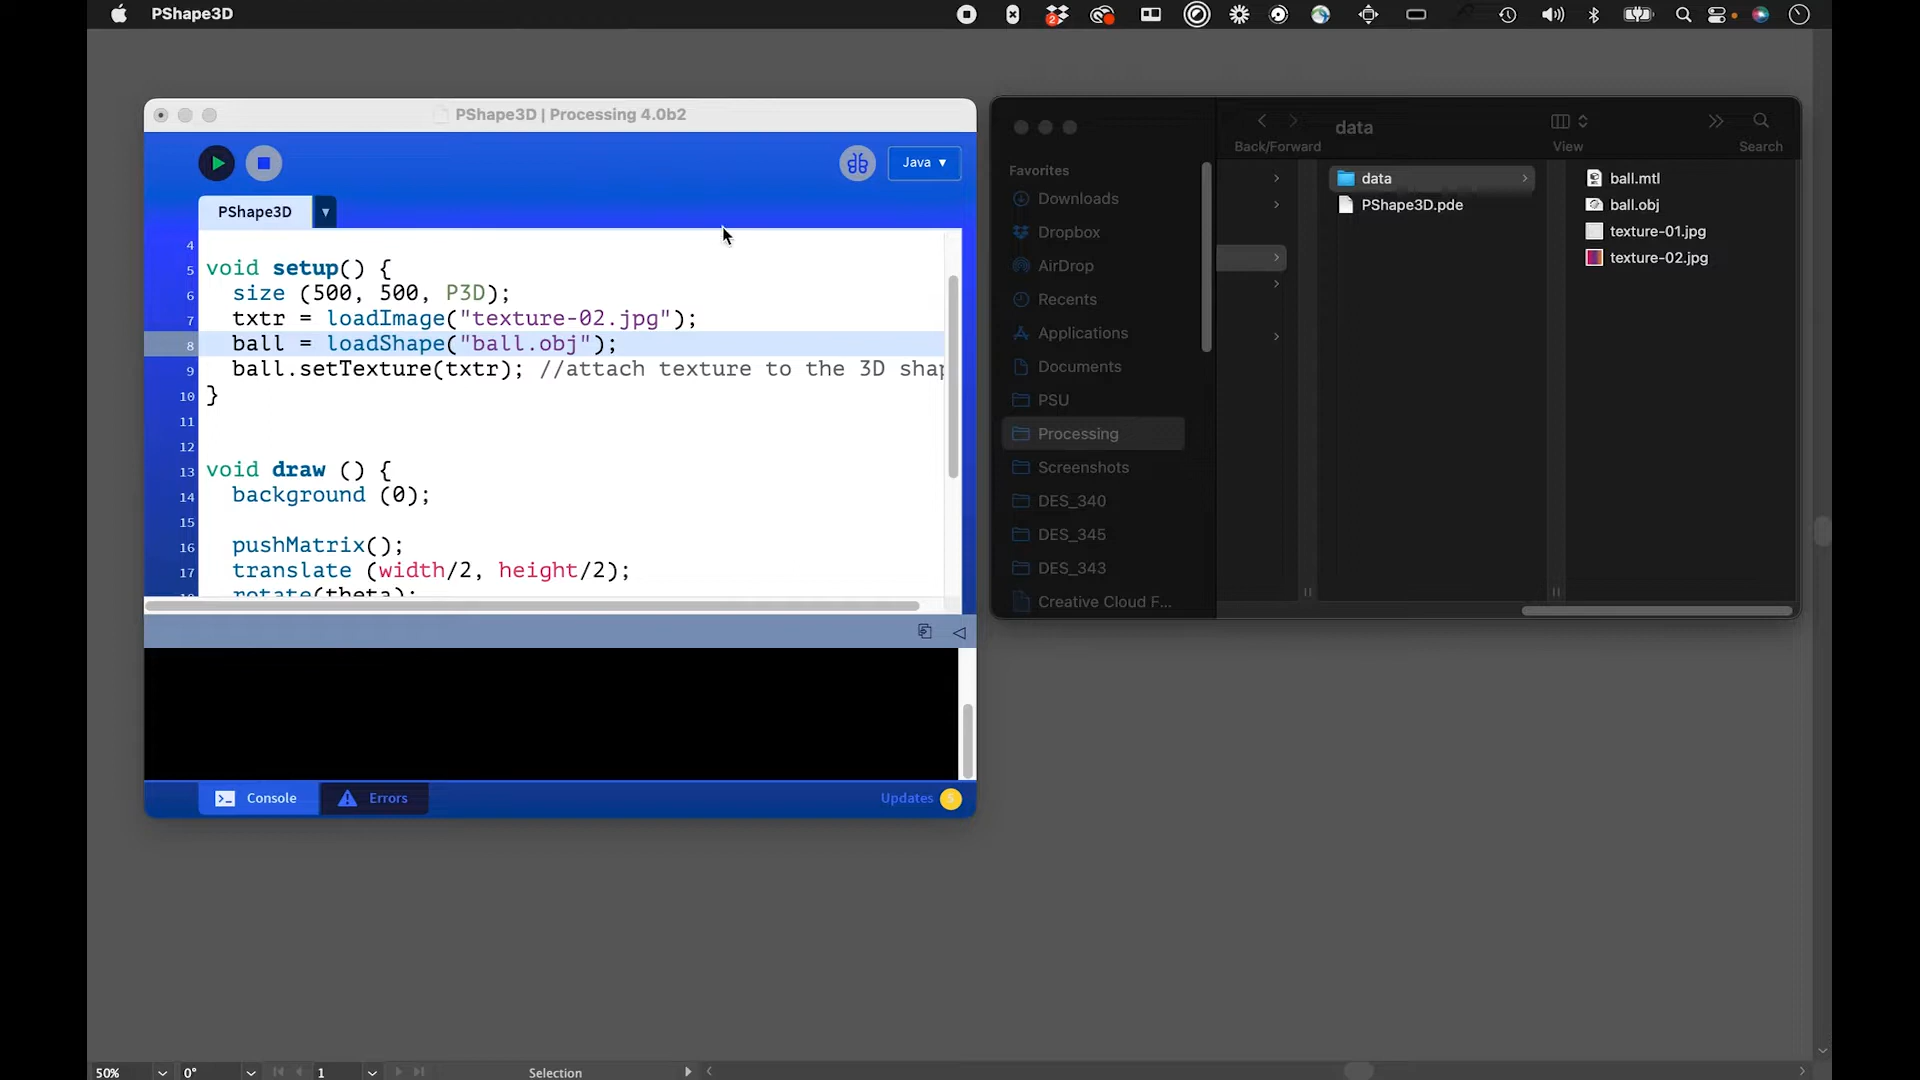 PShape3D
PShape3D | Processing 4.0b2
Java ▾
PShape3D
4
5 void setup() {
6 size (500, 500, P3D);
7 txtr = loadImage("texture-02.jpg");
8 ball = loadShape("ball.obj");
9 ball.setTexture(txtr); //attach texture to the 3D shap
10 }
11
12
13 void draw () {
14 background (0);
15
16 pushMatrix();
17 translate (width/2, height/2);
rotate(theta);
Console
Errors
Updates 5
data
Back/Forward
View
Search
Favorites
Downloads
Dropbox
AirDrop
Recents
Applications
Documents
PSU
Processing
Screenshots
DES_340
DES_345
DES_343
Creative Cloud F...
data
PShape3D.pde
ball.mtl
ball.obj
texture-01.jpg
texture-02.jpg
50%
0°
1
Selection